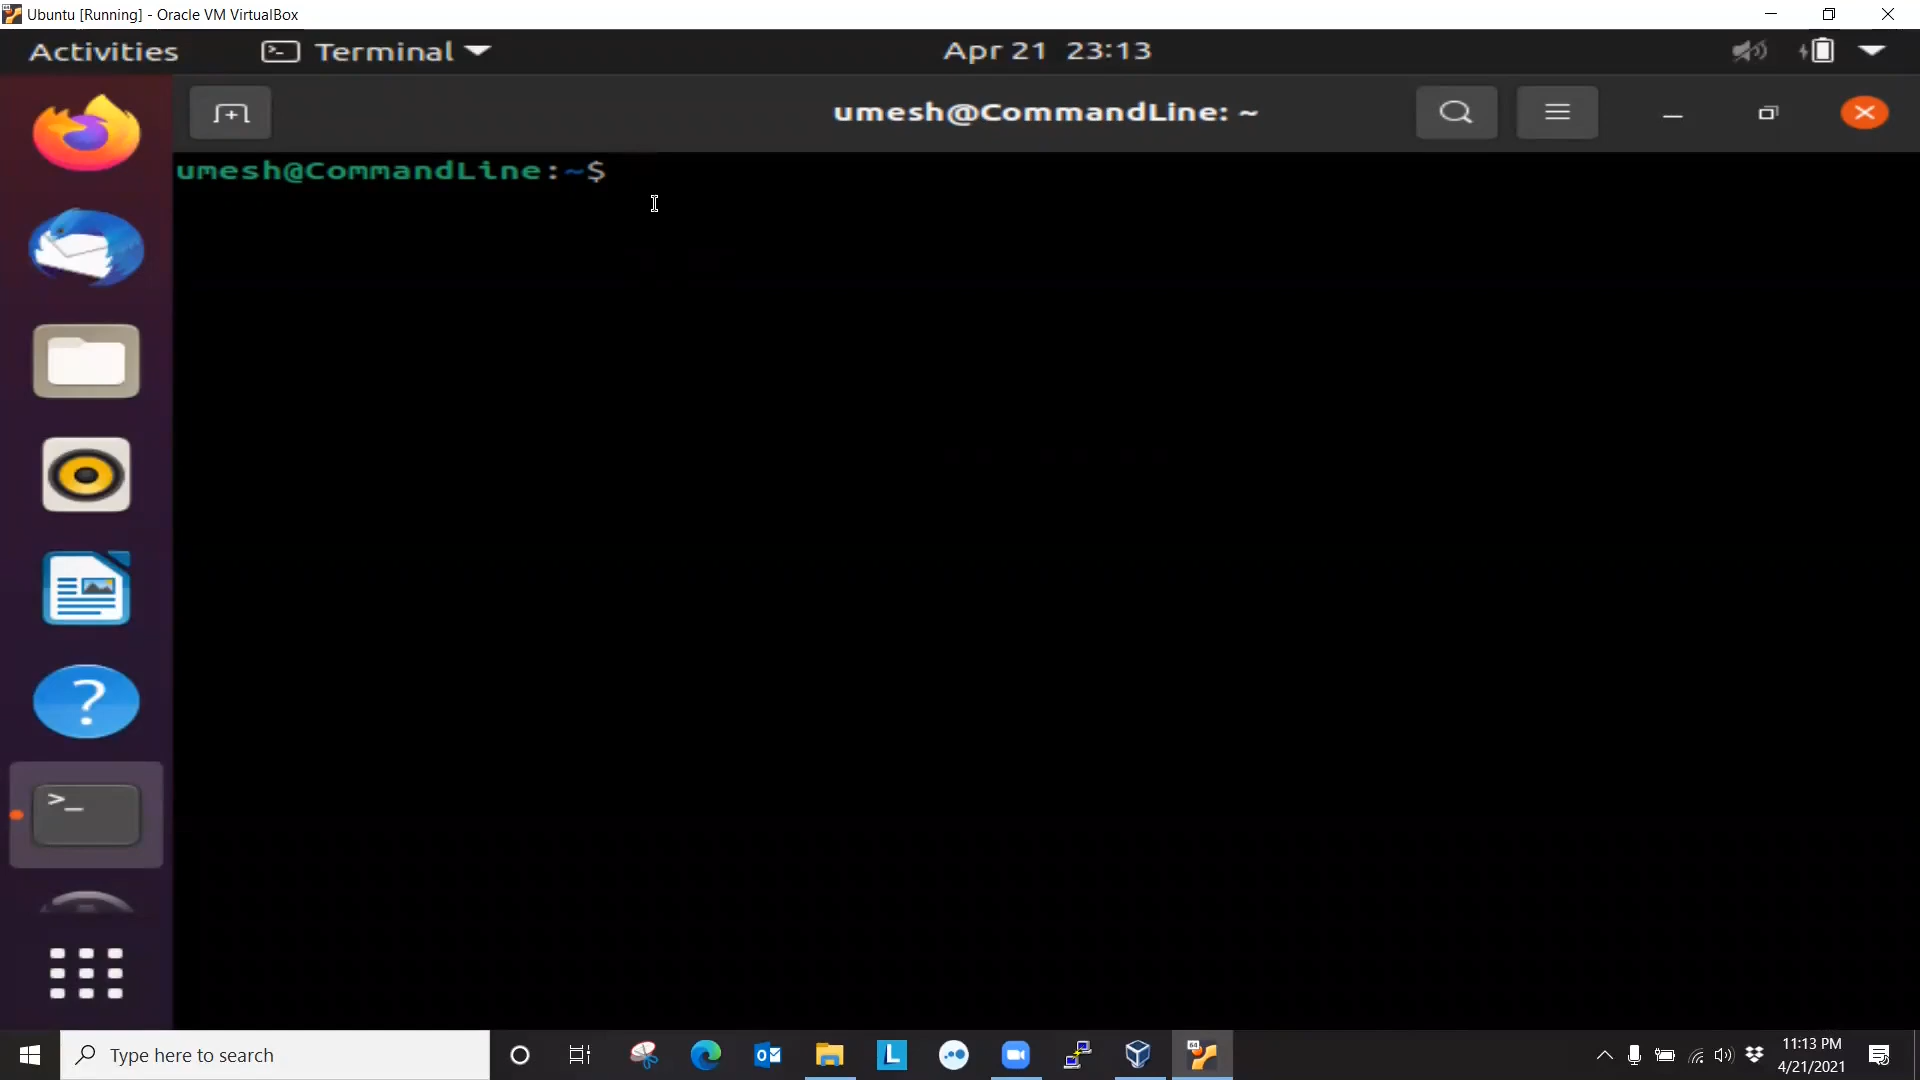 Ubuntu [Running] - Oracle VM VirtualBox
Activities
Terminal
Apr 21 23:13
umesh@CommandLine: ~
umesh@CommandLine:~$
>_
Type here to search
11:13 PM
4/21/2021